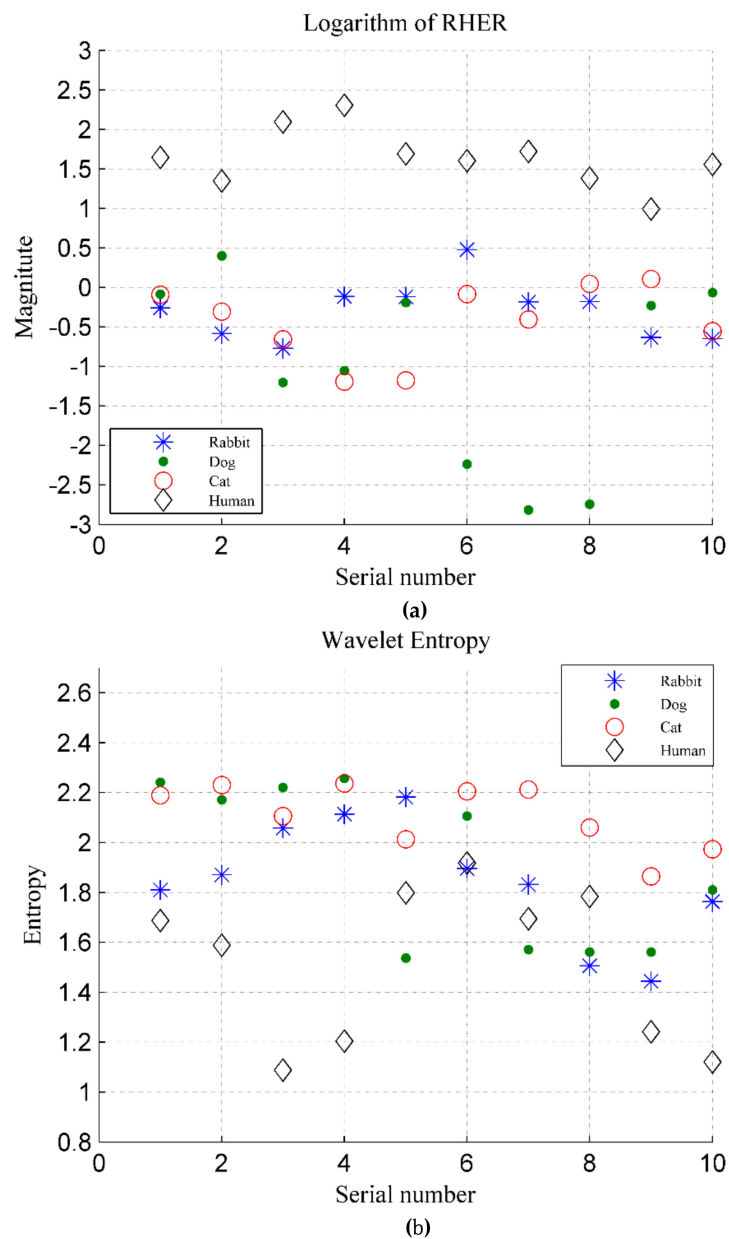 Logarithm of RHER
3
2.5
2
1.5
1
0.5
0
-0.5
-1
-1.5
-2
-2.5
-3
Magnitute
Rabbit
Dog
Cat
Human
0 2 4 6 8 10
Serial number
(a)
Wavelet Entropy
2.6
2.4
2.2
2
1.8
1.6
1.4
1.2
1
0.8
Entropy
Rabbit
Dog
Cat
Human
0 2 4 6 8 10
Serial number
(b)